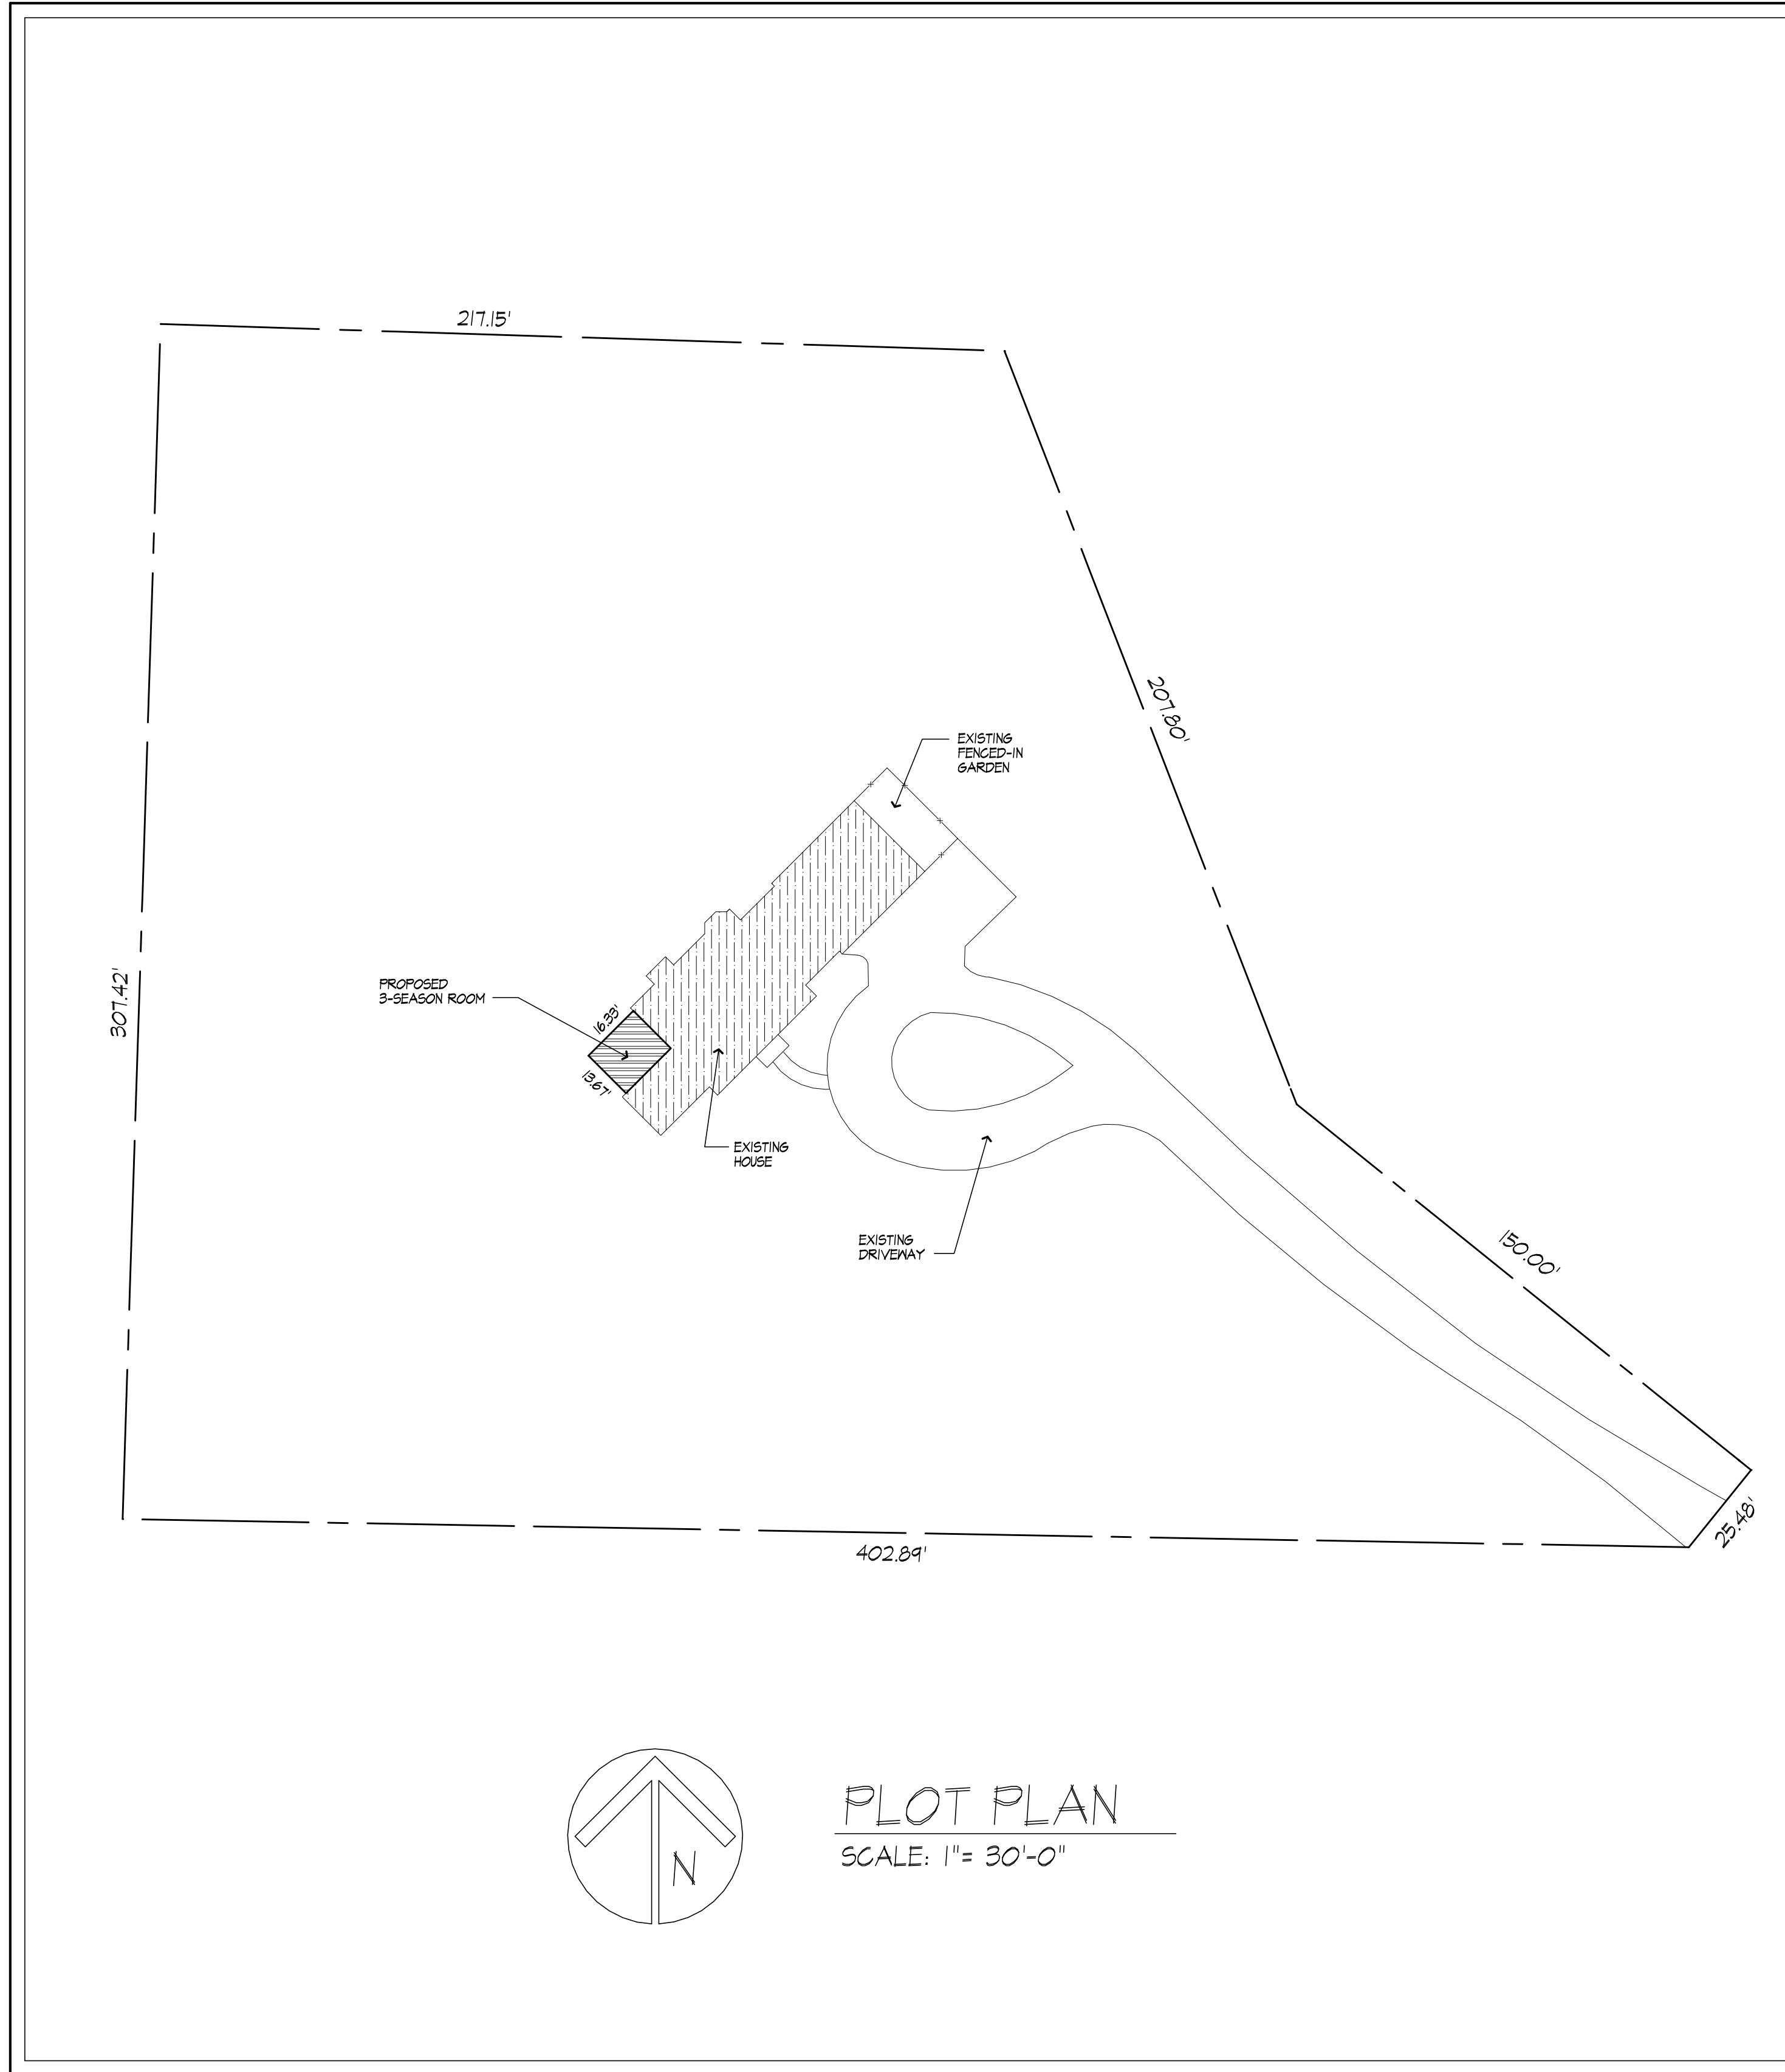 217.15'
207.80'
EXISTING
FENCED-IN
GARDEN
307.42'
PROPOSED
3-SEASON ROOM
16.33'
13.67'
EXISTING
HOUSE
EXISTING
DRIVEWAY
150.00'
25.48'
402.89'
N
PLOT PLAN
SCALE: 1"= 30'-0"